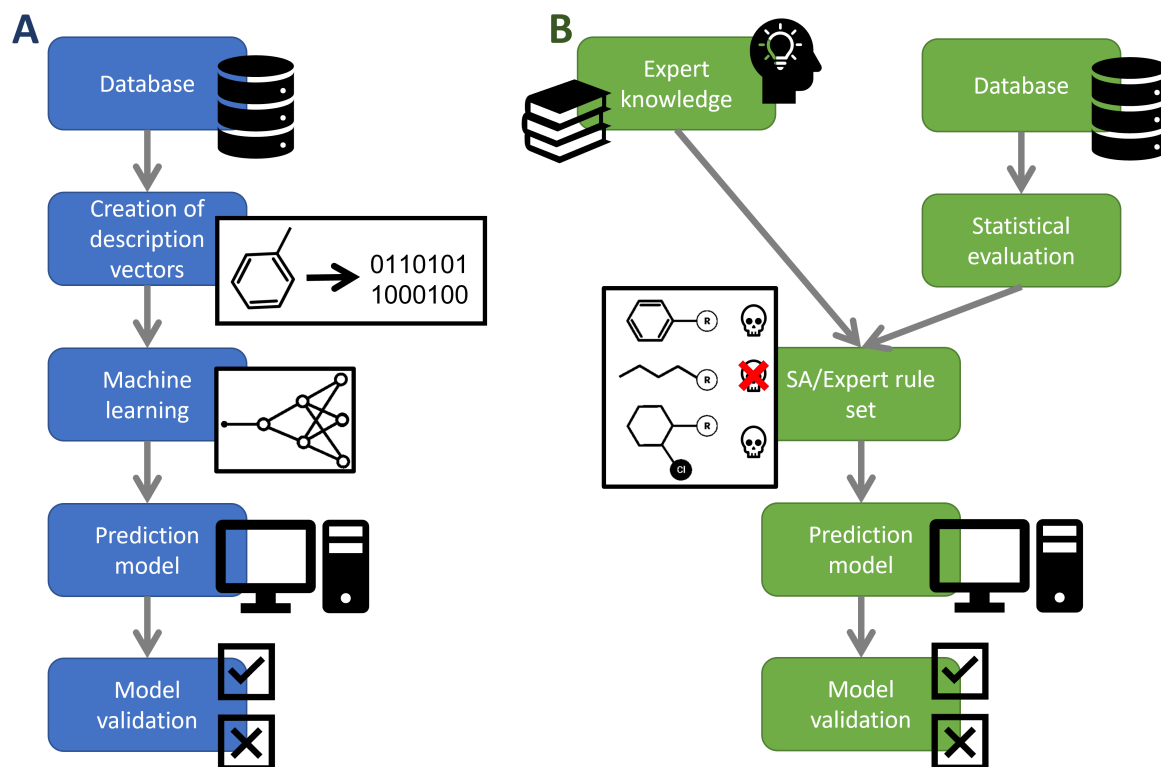 A
Database
Creation of
description
vectors
0110101
1000100
Machine
learning
Prediction
model
Model
validation
B
Expert
knowledge
Database
Statistical
evaluation
R
R
R
Cl
SA/Expert rule
set
Prediction
model
Model
validation